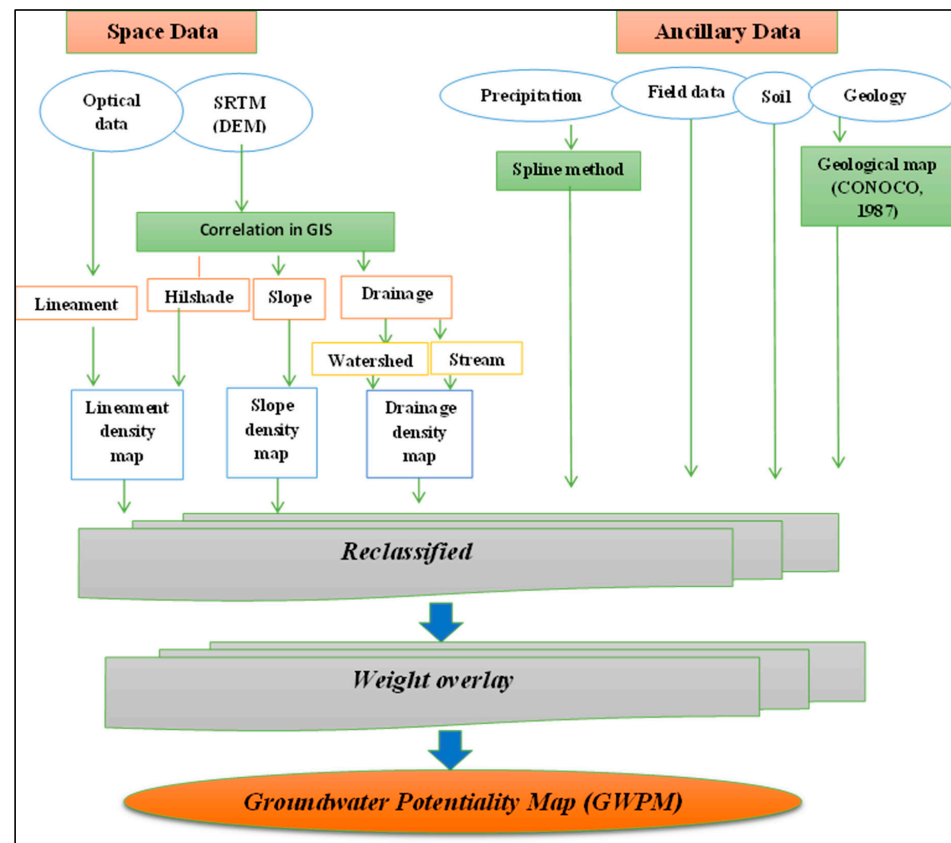 Space Data
Ancillary Data
Optical
data
SRTM
(DEM)
Precipitation
Field data
Soil
Geology
Spline method
Geological map
(CONOCO,
1987)
Correlation in GIS
Lineament
Hilshade
Slope
Drainage
Watershed
Stream
Lineament
density
map
Slope
density
map
Drainage
density
map
Reclassified
Weight overlay
Groundwater Potentiality Map (GWPM)